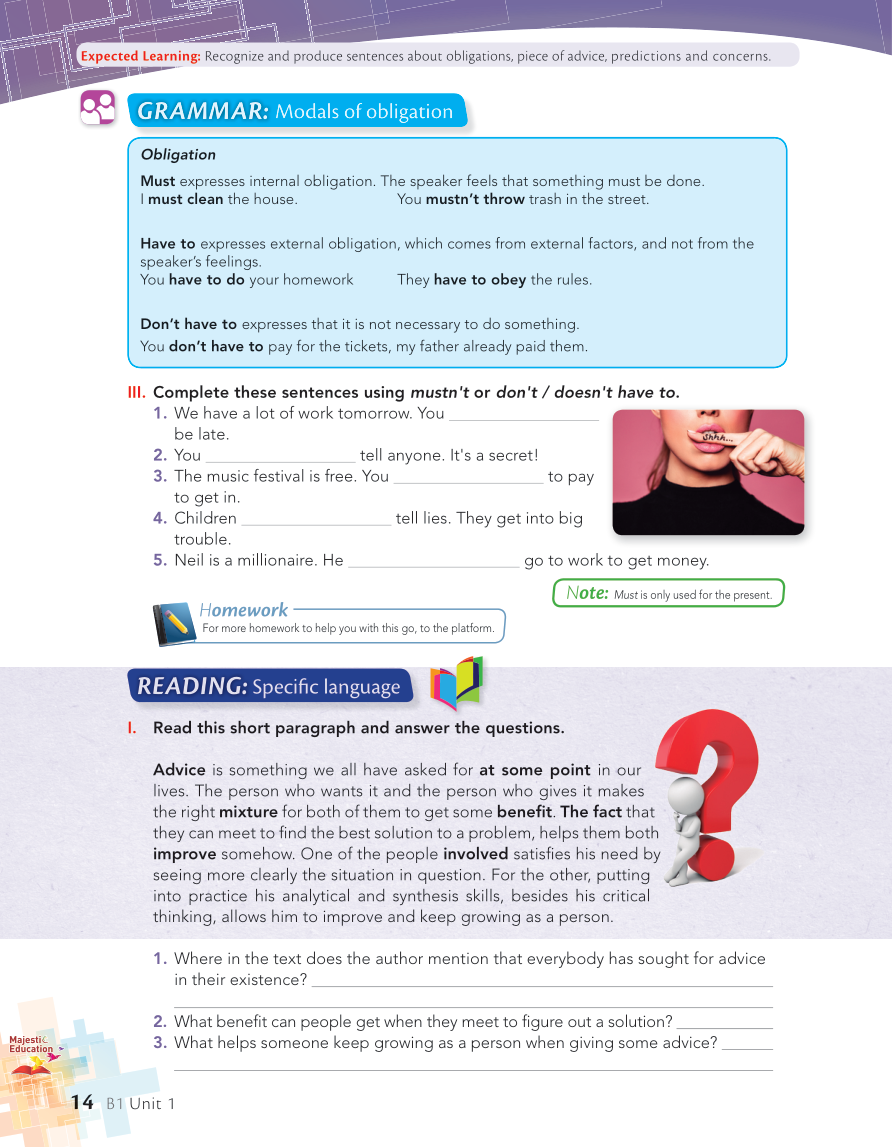 Expected Learning: Recognize and produce sentences about obligations, piece of advice, predictions and concerns.
GRAMMAR: Modals of obligation
Obligation
Must expresses internal obligation. The speaker feels that something must be done.
I must clean the house. You mustn't throw trash in the street.
Have to expresses external obligation, which comes from external factors, and not from the
speaker's feelings.
You have to do your homework They have to obey the rules.
Don't have to expresses that it is not necessary to do something.
You don't have to pay for the tickets, my father already paid them.
III. Complete these sentences using mustn't or don't / doesn't have to.
1. We have a lot of work tomorrow. You ________________
be late.
2. You ________________ tell anyone. It's a secret!
3. The music festival is free. You ________________ to pay
to get in.
4. Children ________________ tell lies. They get into big
trouble.
5. Neil is a millionaire. He ________________ go to work to get money.
Shhh...
Note: Must is only used for the present.
Homework
For more homework to help you with this go, to the platform.
READING: Specific language
I. Read this short paragraph and answer the questions.
Advice is something we all have asked for at some point in our
lives. The person who wants it and the person who gives it makes
the right mixture for both of them to get some benefit. The fact that
they can meet to find the best solution to a problem, helps them both
improve somehow. One of the people involved satisfies his need by
seeing more clearly the situation in question. For the other, putting
into practice his analytical and synthesis skills, besides his critical
thinking, allows him to improve and keep growing as a person.
1. Where in the text does the author mention that everybody has sought for advice
in their existence? ________________
2. What benefit can people get when they meet to figure out a solution? ________________
3. What helps someone keep growing as a person when giving some advice? ________________
Majestic
Education
14 B1 Unit 1